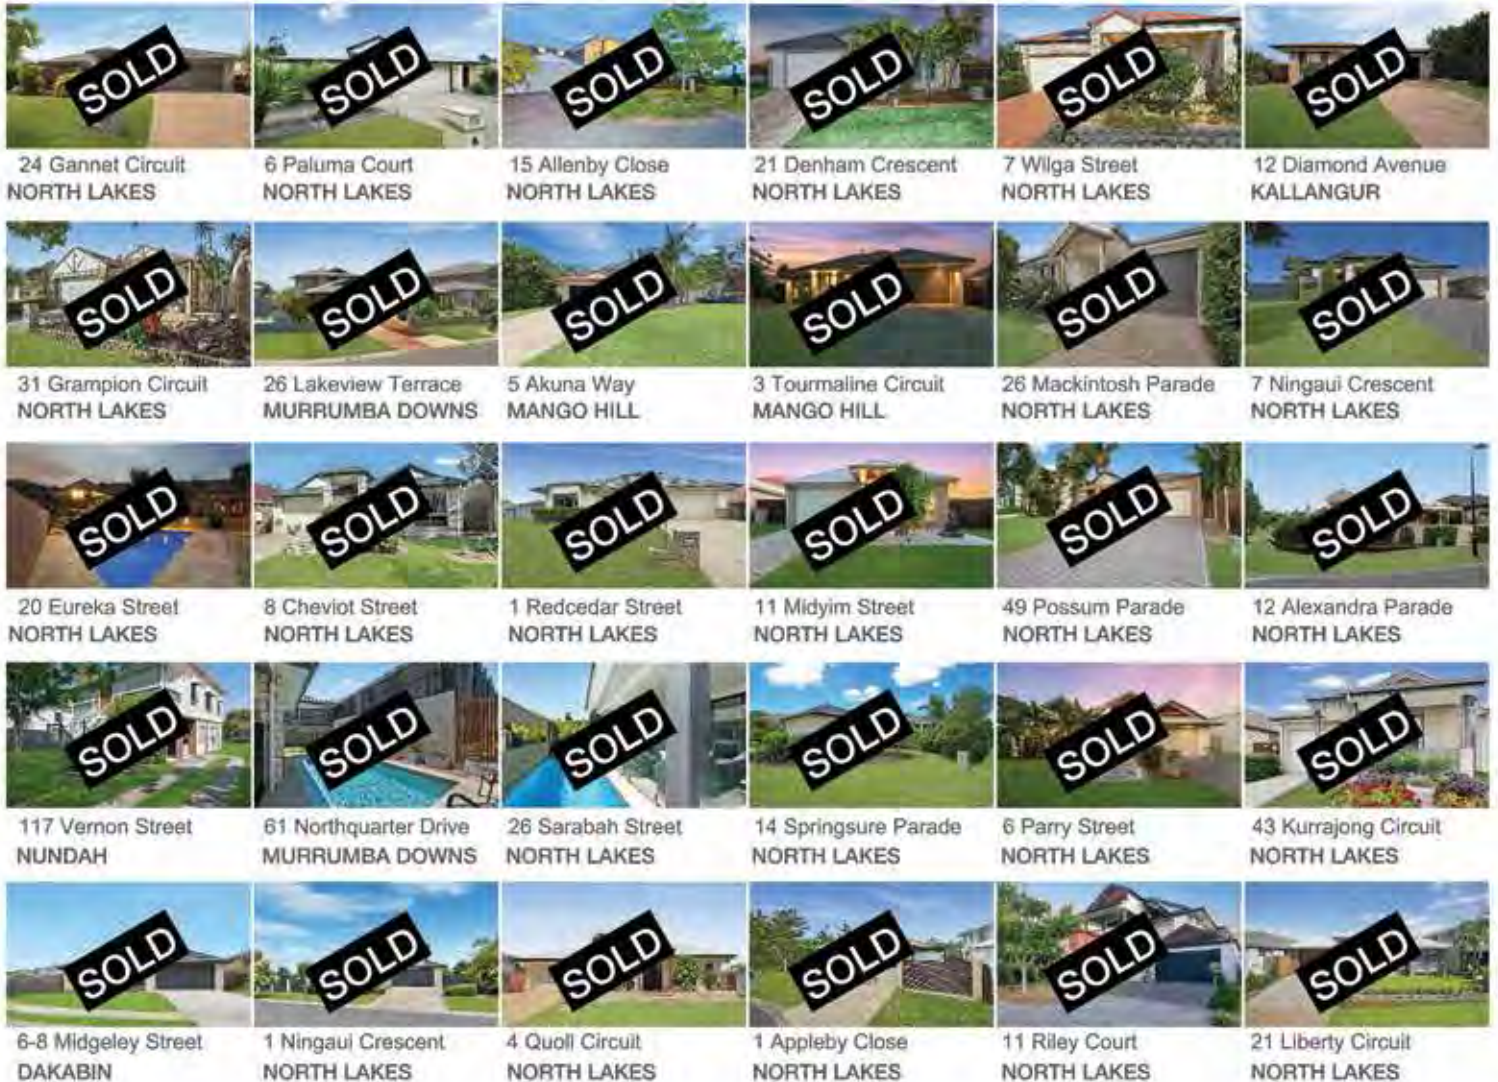 SOLD SOLD SOLD SOLD SOLD SOLD
24 Gannet Circuit 6 Paluma Court 15 Allenby Close 21 Denham Crescent 7 Wilga Street 12 Diamond Avenue
NORTH LAKES NORTH LAKES NORTH LAKES NORTH LAKES NORTH LAKES KALLANGUR
SOLD SOLD SOLD SOLD SOLD SOLD
31 Grampion Circuit 26 Lakeview Terrace 5 Akuna Way 3 Tourmaline Circuit 26 Mackintosh Parade 7 Ningaui Crescent
NORTH LAKES MURRUMBA DOWNS MANGO HILL MANGO HILL NORTH LAKES NORTH LAKES
SOLD SOLD SOLD SOLD SOLD SOLD
20 Eureka Street 8 Cheviot Street 1 Redcedar Street 11 Midyim Street 49 Possum Parade 12 Alexandra Parade
NORTH LAKES NORTH LAKES NORTH LAKES NORTH LAKES NORTH LAKES NORTH LAKES
SOLD SOLD SOLD SOLD SOLD SOLD
117 Vernon Street 61 Northquarter Drive 26 Sarabah Street 14 Springsure Parade 6 Parry Street 43 Kurrajong Circuit
NUNDAH MURRUMBA DOWNS NORTH LAKES NORTH LAKES NORTH LAKES NORTH LAKES
SOLD SOLD SOLD SOLD SOLD SOLD
6-8 Midgeley Street 1 Ningaui Crescent 4 Quoll Circuit 1 Appleby Close 11 Riley Court 21 Liberty Circuit
DAKABIN NORTH LAKES NORTH LAKES NORTH LAKES NORTH LAKES NORTH LAKES